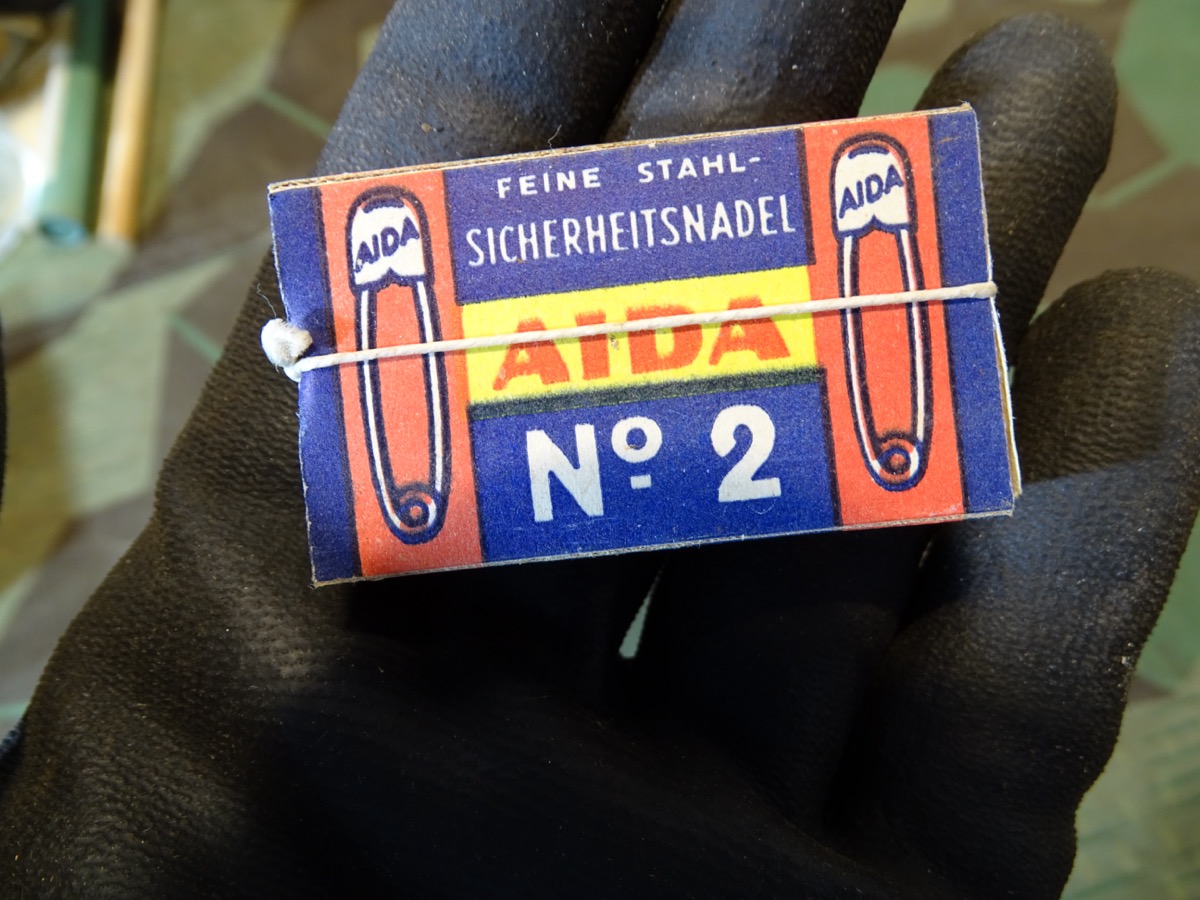 FEINE STAHL-
SICHERHEITSNADEL
AIDA
AIDA
AIDA
Nº 2